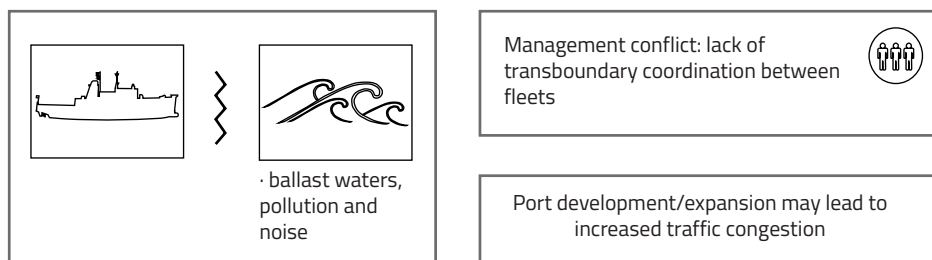 · ballast waters,
pollution and
noise
Management conflict: lack of
transboundary coordination between
fleets
Port development/expansion may lead to
increased traffic congestion